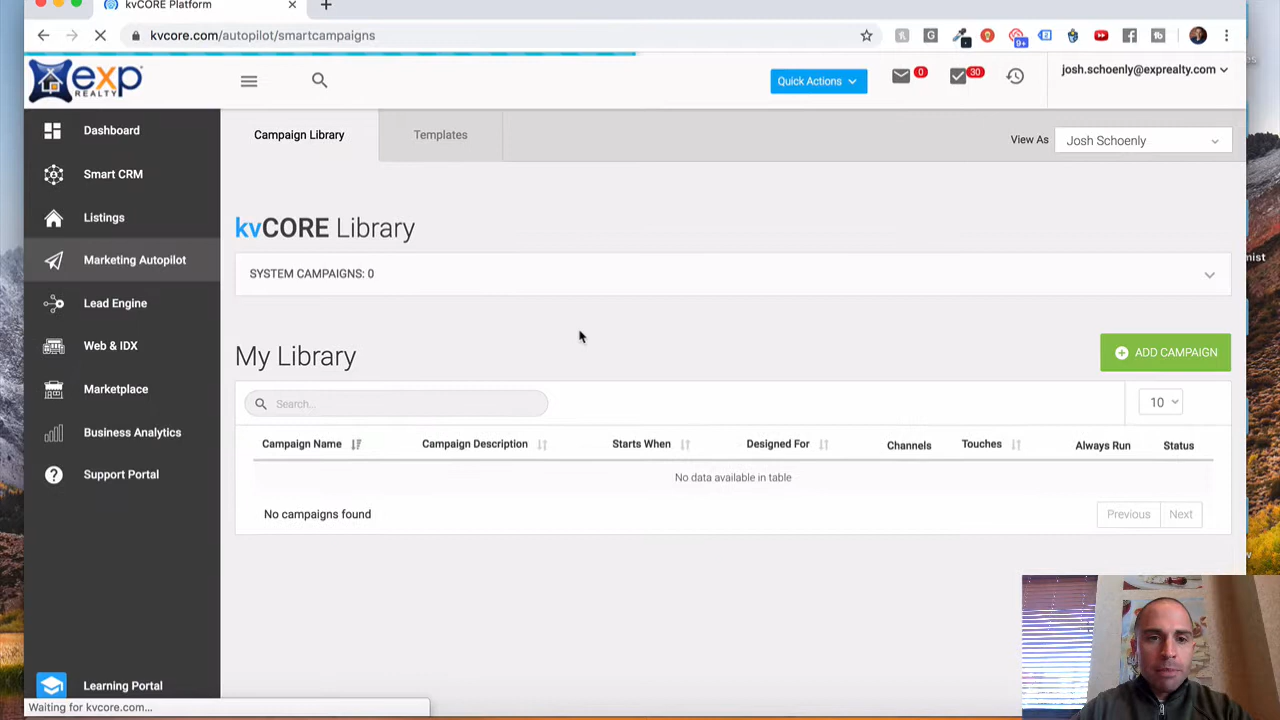 kvCORE Platform
kvcore.com/autopilot/smartcampaigns
9+
exp
REALTY
Quick Actions
0
30
josh.schoenly@exprealty.com
Dashboard
Smart CRM
Listings
Marketing Autopilot
Lead Engine
Web & IDX
Marketplace
Business Analytics
Support Portal
Learning Portal
Campaign Library
Templates
View As
Josh Schoenly
kvCORE Library
SYSTEM CAMPAIGNS: 0
My Library
ADD CAMPAIGN
Search...
10
Campaign Name
Campaign Description
Starts When
Designed For
Channels
Touches
Always Run
Status
No data available in table
No campaigns found
Previous
Next
Waiting for kvcore.com...